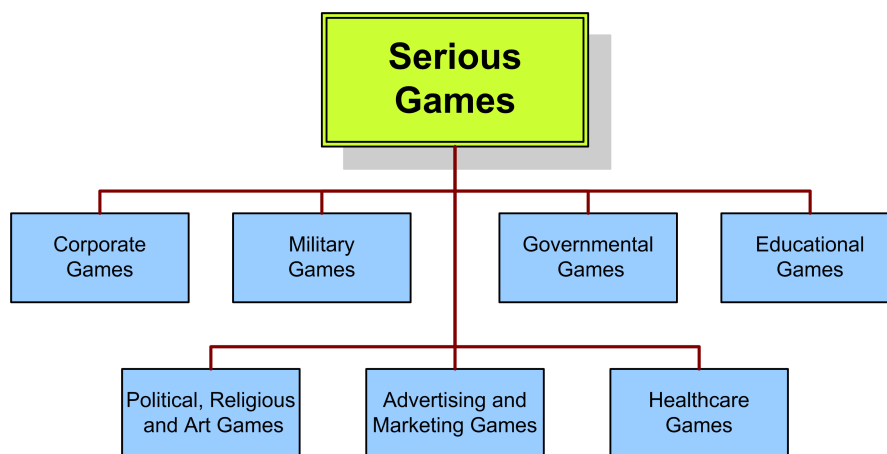 Serious
Games
Corporate
Games
Military
Games
Governmental
Games
Educational
Games
Political, Religious
and Art Games
Advertising and
Marketing Games
Healthcare
Games